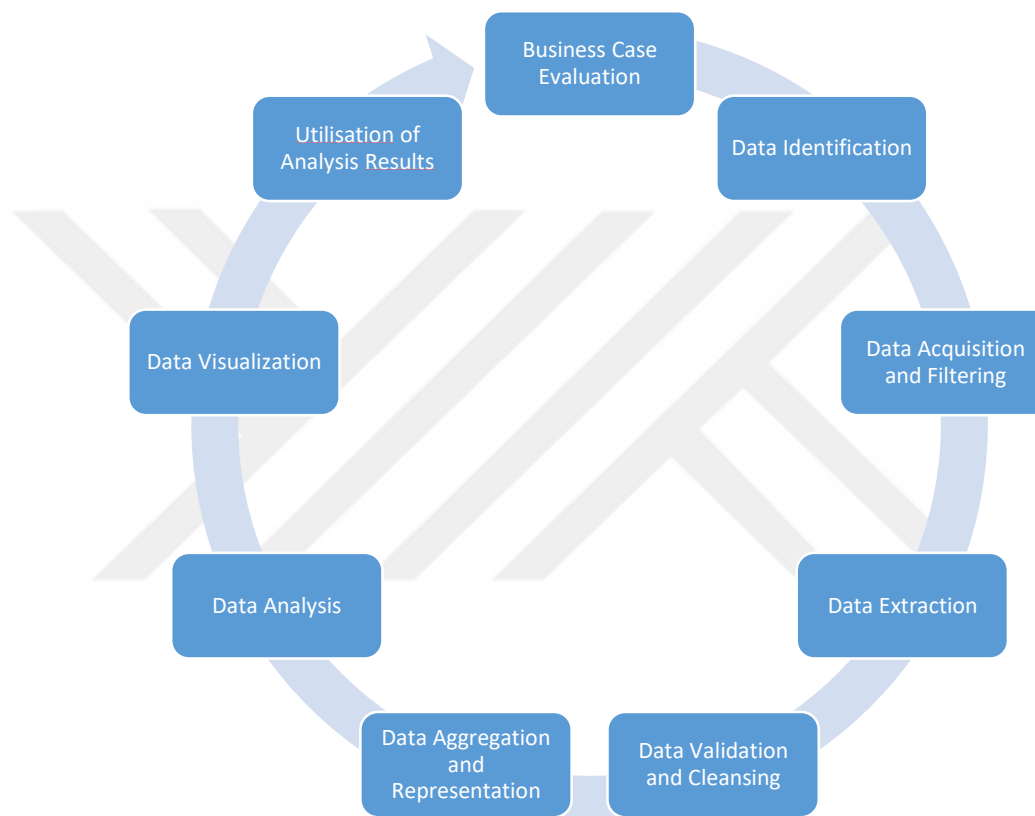 Business Case
Evaluation
Data Identification
Data Acquisition
and Filtering
Data Extraction
Data Validation
and Cleansing
Data Aggregation
and
Representation
Data Analysis
Data Visualization
Utilisation of
Analysis Results